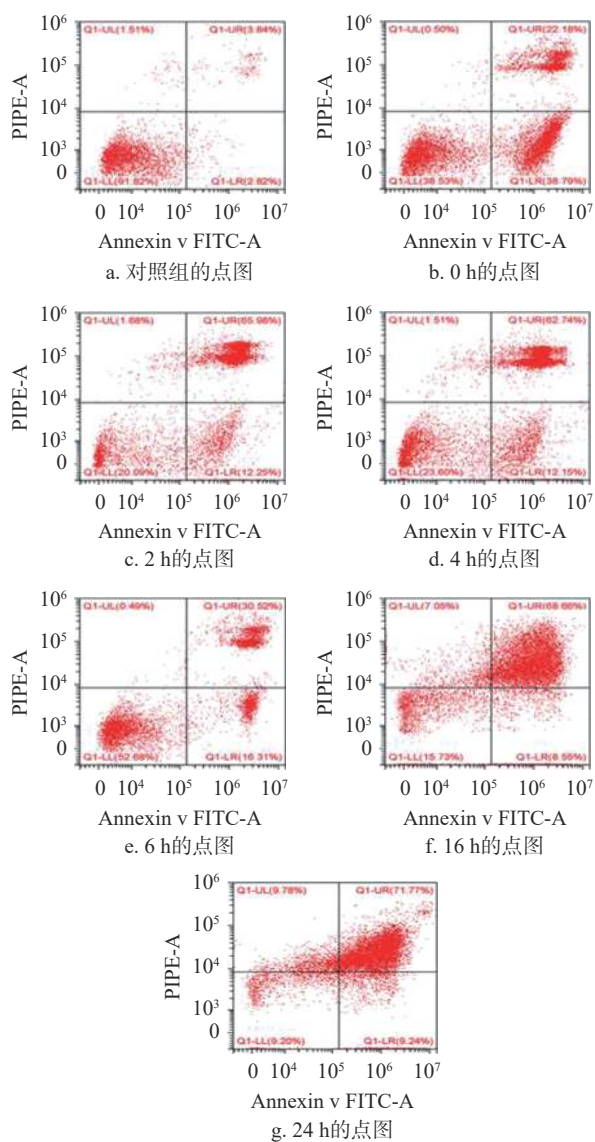 Q1-UL(1.51%) Q1-UR(3.84%)
10⁶
10⁵
10⁴
10³
0
PIPE-A
Q1-LL(91.82%) Q1-LR(2.82%)
0 10⁴ 10⁵ 10⁶ 10⁷
Annexin v FITC-A
a. 对照组的点图
Q1-UL(0.50%) Q1-UR(22.18%)
10⁶
10⁵
10⁴
10³
0
PIPE-A
Q1-LL(38.53%) Q1-LR(38.79%)
0 10⁴ 10⁵ 10⁶ 10⁷
Annexin v FITC-A
b. 0 h的点图
Q1-UL(1.68%) Q1-UR(65.98%)
10⁶
10⁵
10⁴
10³
0
PIPE-A
Q1-LL(20.09%) Q1-LR(12.25%)
10⁴ 10⁵ 10⁶ 10⁷
Annexin v FITC-A
c. 2 h的点图
Q1-UL(1.51%) Q1-UR(62.74%)
10⁶
10⁵
10⁴
10³
0
PIPE-A
Q1-LL(23.60%) Q1-LR(12.15%)
0 10⁴ 10⁵ 10⁶ 10⁷
Annexin v FITC-A
d. 4 h的点图
Q1-UL(0.49%) Q1-UR(30.52%)
10⁶
10⁵
10⁴
10³
0
PIPE-A
Q1-LL(52.68%) Q1-LR(16.31%)
0 10⁴ 10⁵ 10⁶ 10⁷
Annexin v FITC-A
e. 6 h的点图
Q1-UL(7.05%) Q1-UR(68.66%)
10⁶
10⁵
10⁴
10³
0
PIPE-A
Q1-LL(15.73%) Q1-LR(8.55%)
0 10⁴ 10⁵ 10⁶ 10⁷
Annexin v FITC-A
f. 16 h的点图
Q1-UL(9.78%) Q1-UR(71.77%)
10⁶
10⁵
10⁴
10³
0
PIPE-A
Q1-LL(9.20%) Q1-LR(9.24%)
0 10⁴ 10⁵ 10⁶ 10⁷
Annexin v FITC-A
g. 24 h的点图